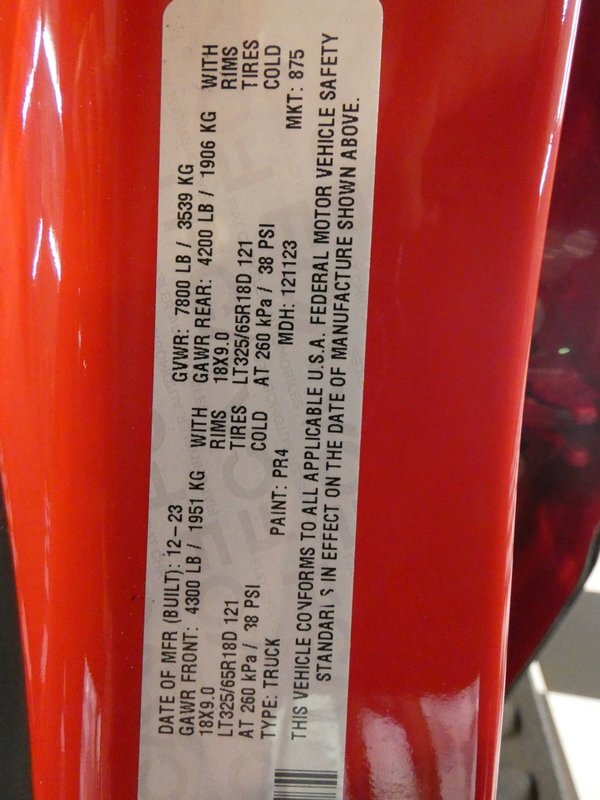 DATE OF MFR (BUILT): 12-23 GVWR: 7800 LB / 3539 KG
GAWR FRONT: 4300 LB / 1951 KG WITH GAWR REAR: 4200 LB / 1906 KG WITH
18X9.0 RIMS 18X9.0 RIMS
LT325/65R18D 121 TIRES LT325/65R18D 121 TIRES
AT 260 kPa / 38 PSI COLD AT 260 kPa / 38 PSI COLD
TYPE: TRUCK PAINT: PR4 MDH: 121123 MKT: 875
THIS VEHICLE CONFORMS TO ALL APPLICABLE U.S.A. FEDERAL MOTOR VEHICLE SAFETY
STANDARDS IN EFFECT ON THE DATE OF MANUFACTURE SHOWN ABOVE.